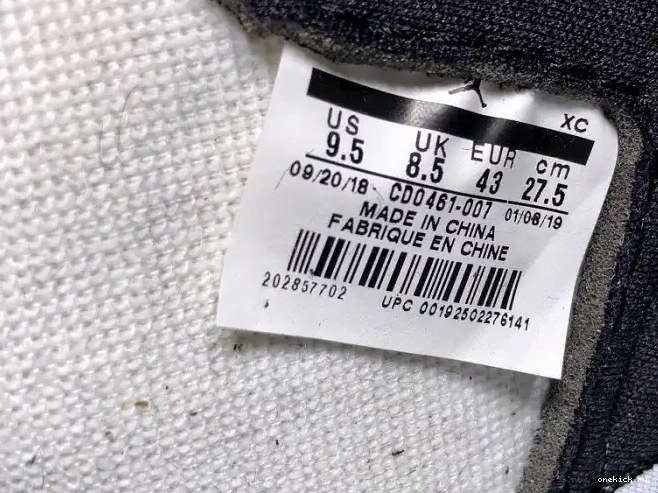 XC
US UK EUR cm
9.5 8.5 43 27.5
09/20/18 CD0461-007 01/08/19
MADE IN CHINA
FABRIQUE EN CHINE
202857702 UPC 00192502276141